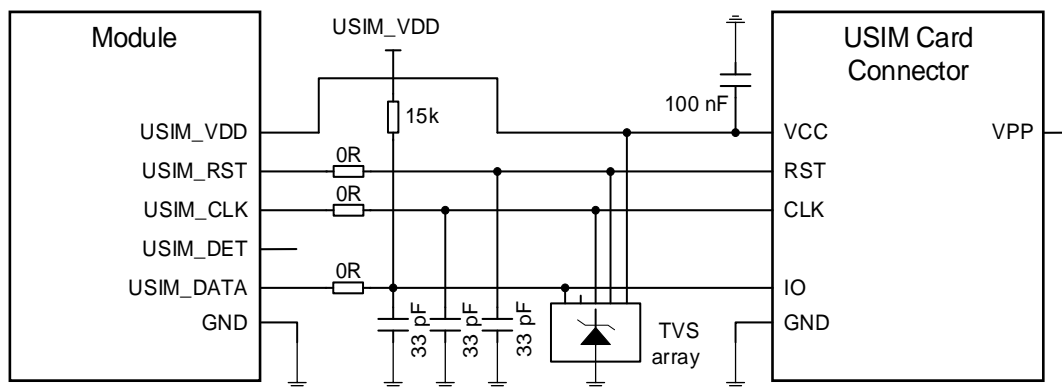 Module
USIM_VDD
USIM Card
Connector
100 nF
15k
USIM_VDD
VCC
VPP
0R
USIM_RST
RST
0R
USIM_CLK
CLK
USIM_DET
0R
USIM_DATA
IO
GND
33 pF
33 pF
33 pF
TVS
array
GND